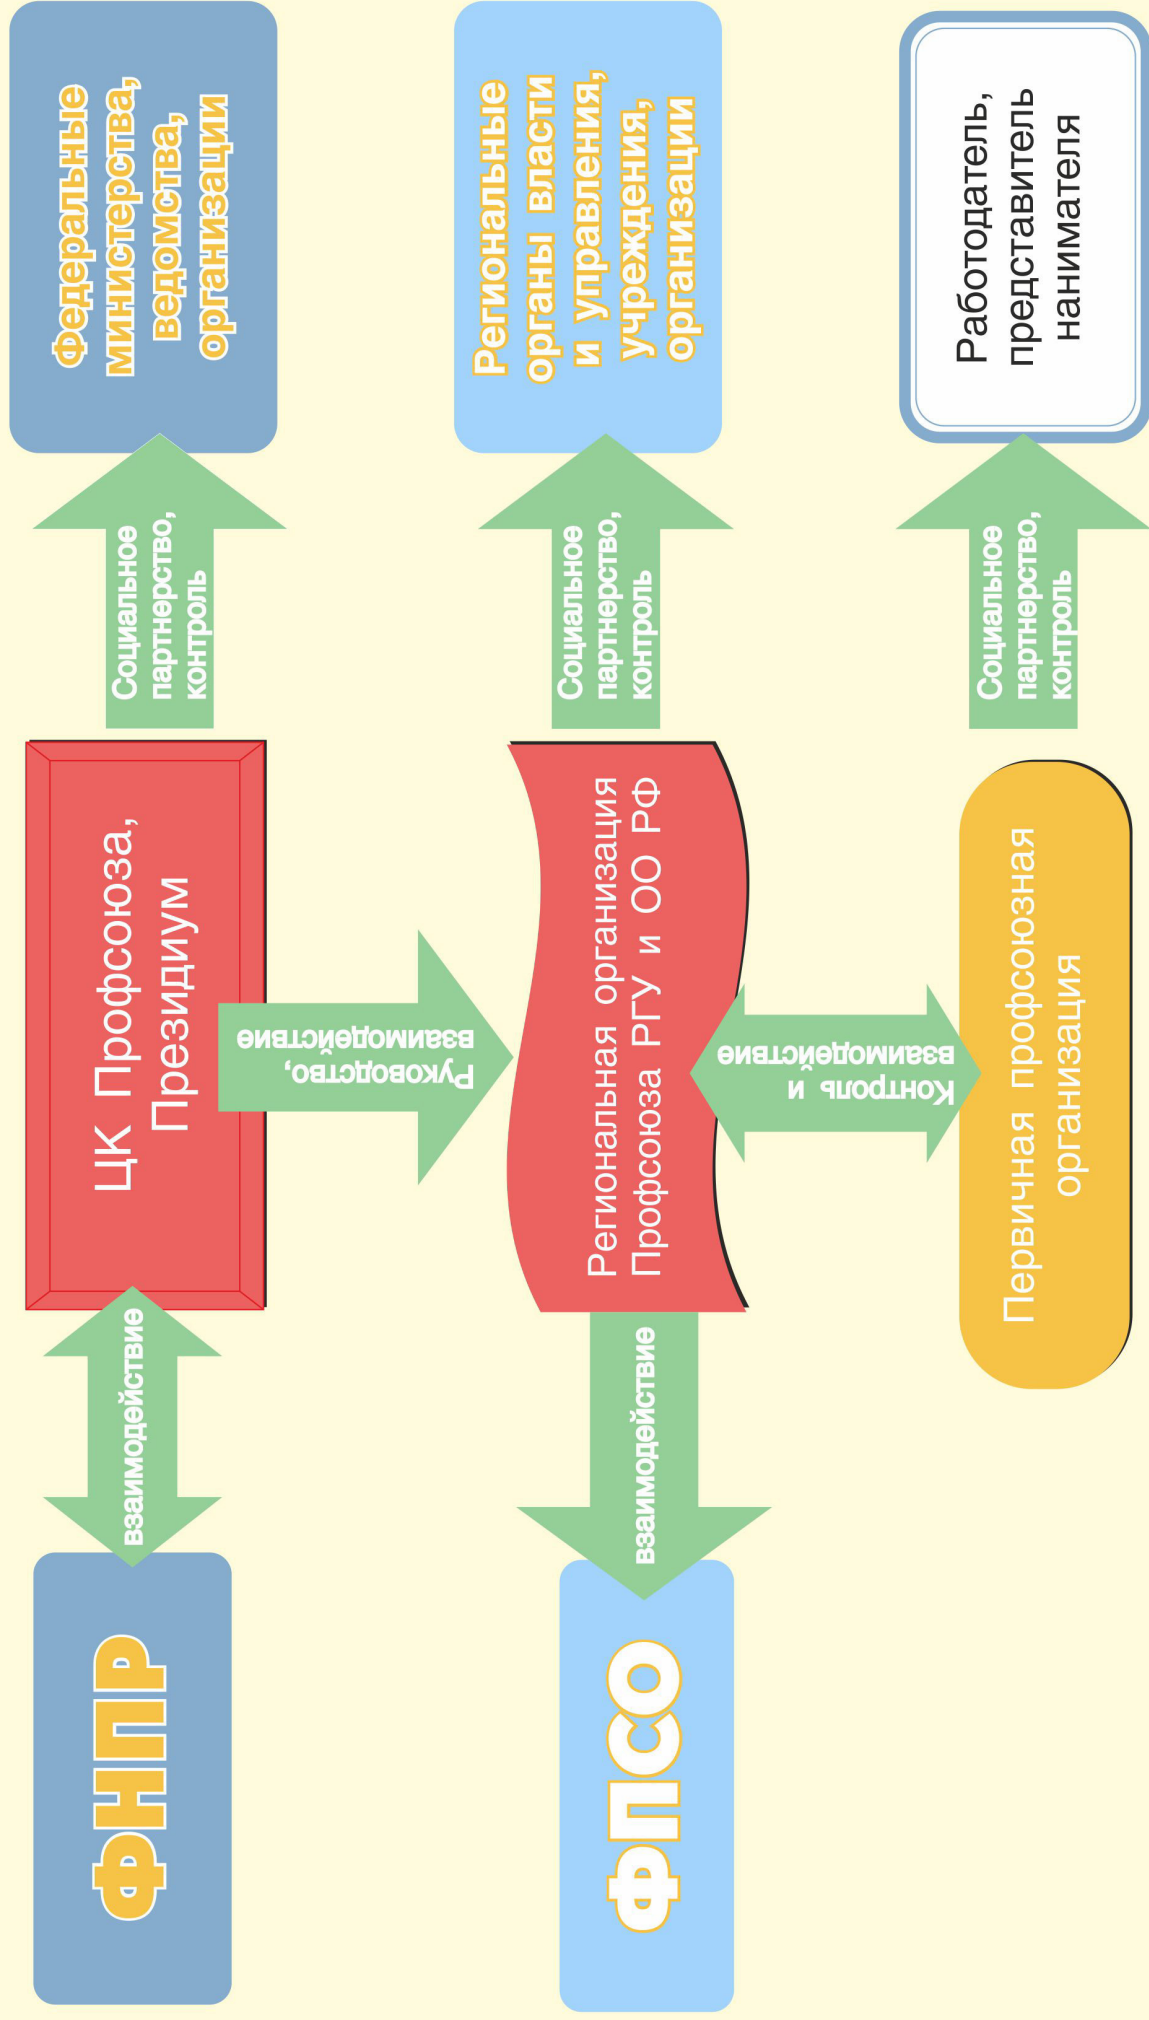 ФНПР
взаимодействие
ЦК Профсоюза,
Президиум
Социальное
партнерство,
контроль
Федеральные
министерства,
ведомства,
организации
Руководство,
взаимодействие
ФПСО
взаимодействие
Региональная организация
Профсоюза РГУ и ОО РФ
Социальное
партнерство,
контроль
Региональные
органы власти
и управления,
учреждения,
организации
Контроль и
взаимодействие
Первичная профсоюзная
организация
Социальное
партнерство,
контроль
Работодатель,
представитель
нанимателя